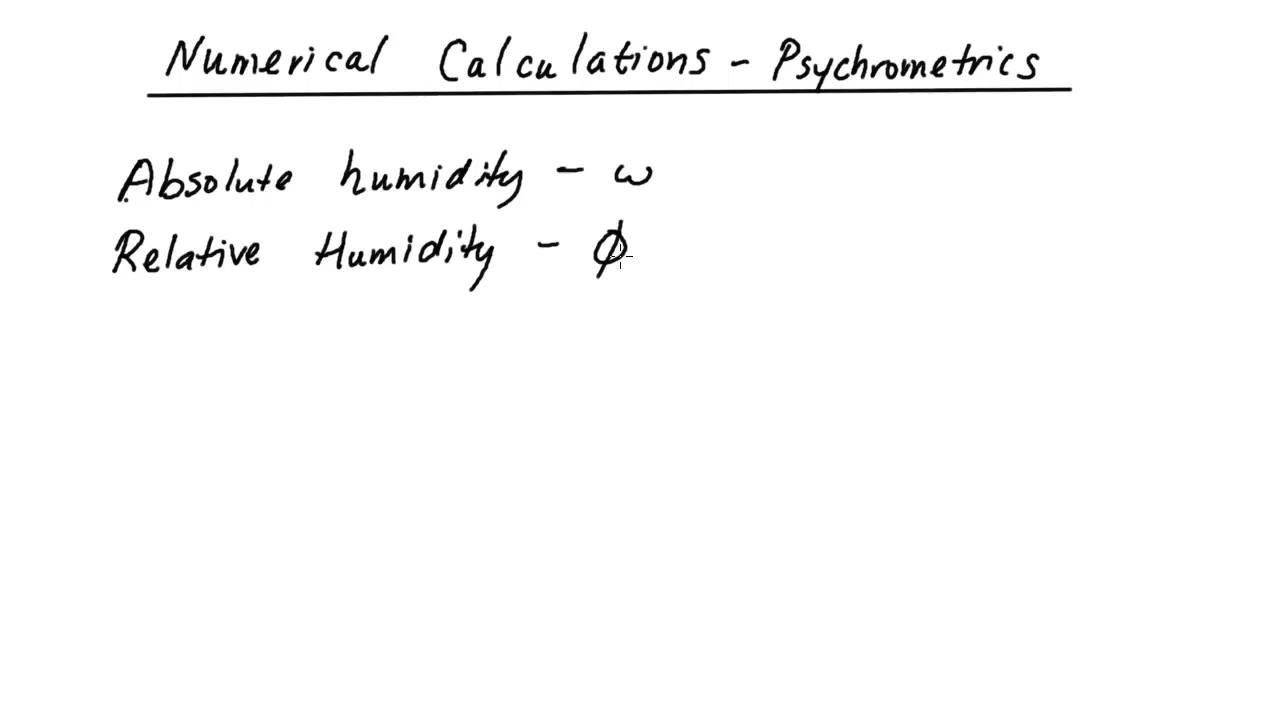 Numerical Calculations - Psychrometrics
Absolute humidity - ω
Relative Humidity - ϕ